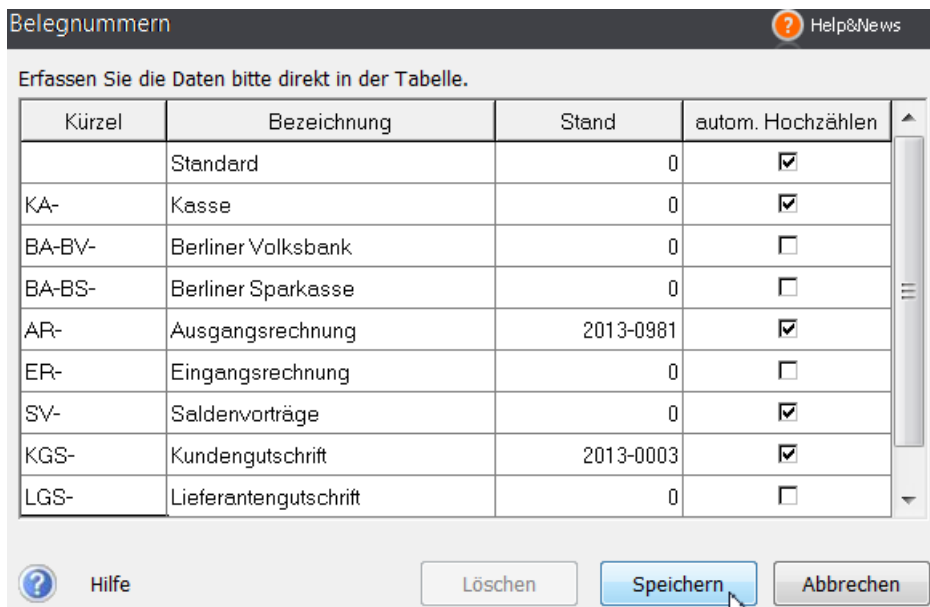 Belegnummern ? Help&News
Erfassen Sie die Daten bitte direkt in der Tabelle.
Kürzel Bezeichnung Stand autom. Hochzählen
Standard 0
KA- Kasse 0
BA-BV- Berliner Volksbank 0
BA-BS- Berliner Sparkasse 0
AR- Ausgangsrechnung 2013-0981
ER- Eingangsrechnung 0
SV- Saldenvorträge 0
KGS- Kundengutschrift 2013-0003
LGS- Lieferantengutschrift 0
? Hilfe Löschen Speichern Abbrechen